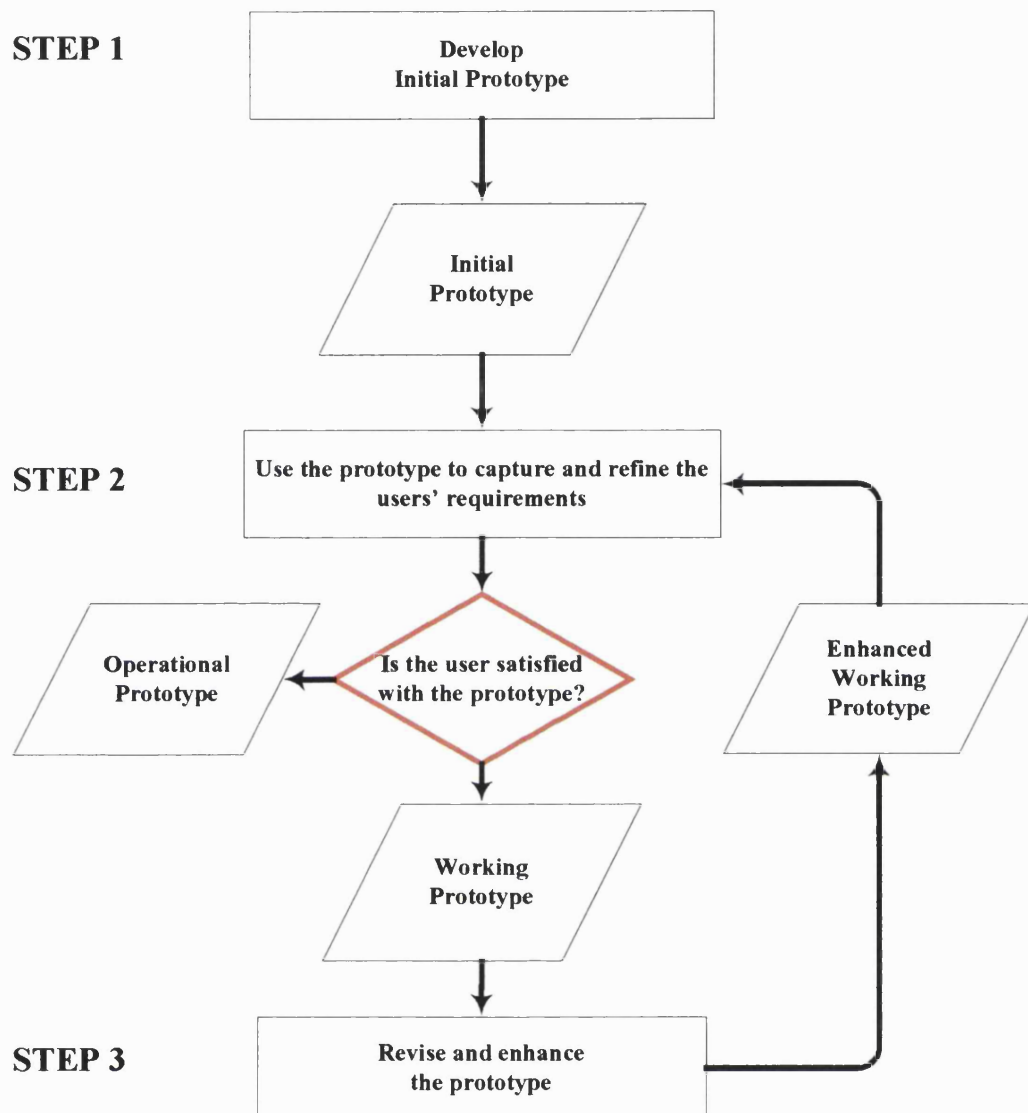 STEP 1
Develop
Initial Prototype
Initial
Prototype
STEP 2
Use the prototype to capture and refine the
users’ requirements
Operational
Prototype
Is the user satisfied
with the prototype?
Enhanced
Working
Prototype
Working
Prototype
STEP 3
Revise and enhance
the prototype